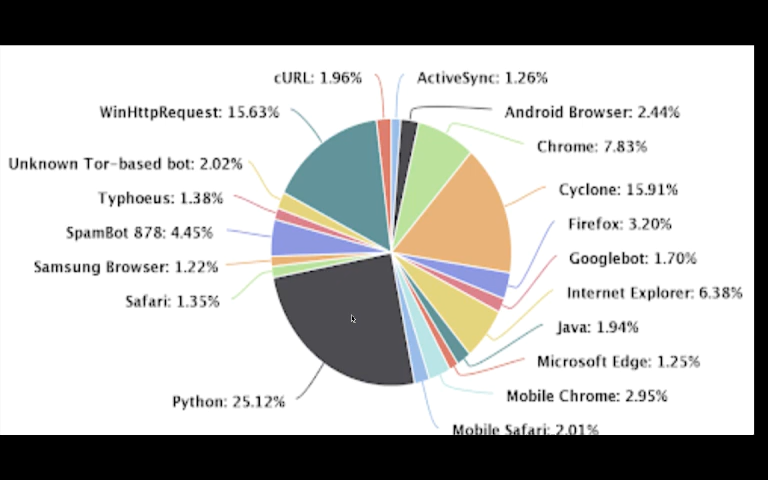 cURL: 1.96%
ActiveSync: 1.26%
WinHttpRequest: 15.63%
Android Browser: 2.44%
Chrome: 7.83%
Unknown Tor-based bot: 2.02%
Cyclone: 15.91%
Typhoeus: 1.38%
Firefox: 3.20%
SpamBot 878: 4.45%
Googlebot: 1.70%
Samsung Browser: 1.22%
Internet Explorer: 6.38%
Safari: 1.35%
Java: 1.94%
Microsoft Edge: 1.25%
Python: 25.12%
Mobile Chrome: 2.95%
Mobile Safari: 2.01%